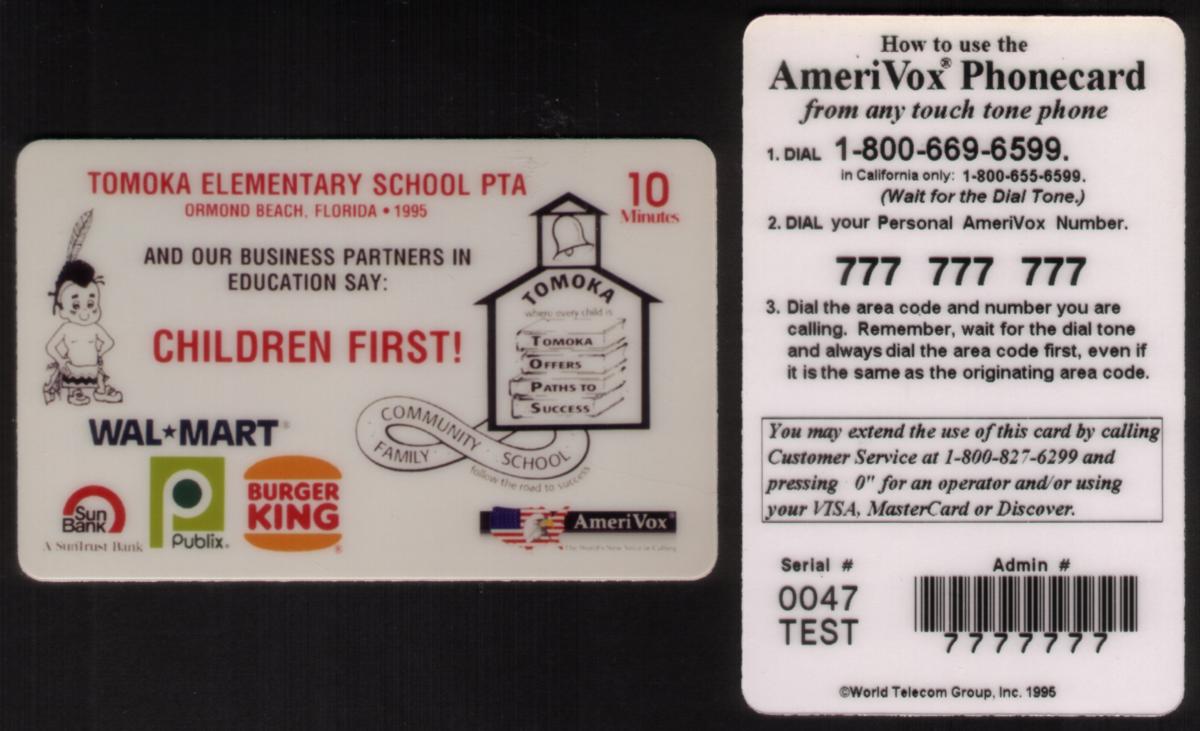 TOMOKA ELEMENTARY SCHOOL PTA
ORMOND BEACH, FLORIDA • 1995
10
Minutes
AND OUR BUSINESS PARTNERS IN
EDUCATION SAY:
CHILDREN FIRST!
TOMOKA
where every child is
TOMOKA
OFFERS
PATHS TO
SUCCESS
COMMUNITY
FAMILY
SCHOOL
follow the road to success
WAL★MART®
Sun
Bank
A SunTrust Bank
Publix®
BURGER
KING®
AmeriVox®
The World's New Voice in Calling
How to use the
AmeriVox® Phonecard
from any touch tone phone
1. DIAL 1-800-669-6599.
in California only: 1-800-655-6599.
(Wait for the Dial Tone.)
2. DIAL your Personal AmeriVox Number.
777 777 777
3. Dial the area code and number you are
calling. Remember, wait for the dial tone
and always dial the area code first, even if
it is the same as the originating area code.
You may extend the use of this card by calling
Customer Service at 1-800-827-6299 and
pressing 0" for an operator and/or using
your VISA, MasterCard or Discover.
Serial #
0047
TEST
Admin #
7777777
©World Telecom Group, Inc. 1995